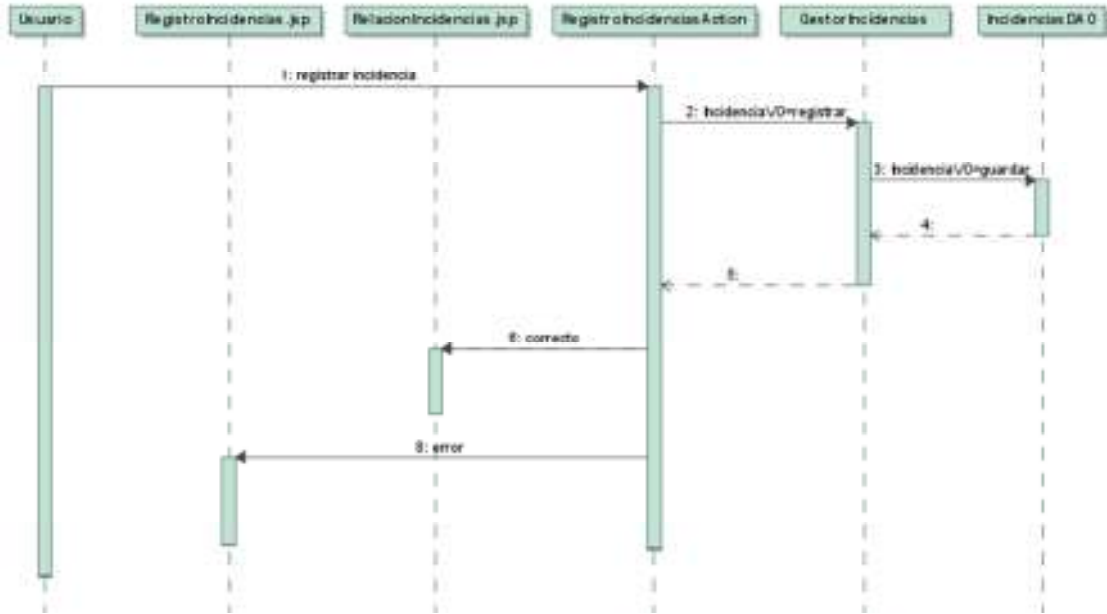 Usuario
RegistroIncidencias.jsp
RelacionIncidencias.jsp
RegistroIncidenciasAction
GestorIncidencias
IncidenciasDAO
1: registrar incidencia
2: IncidenciaVO=registrar
3: IncidenciaVO=guardar
4:
5:
6: correcto
8: error